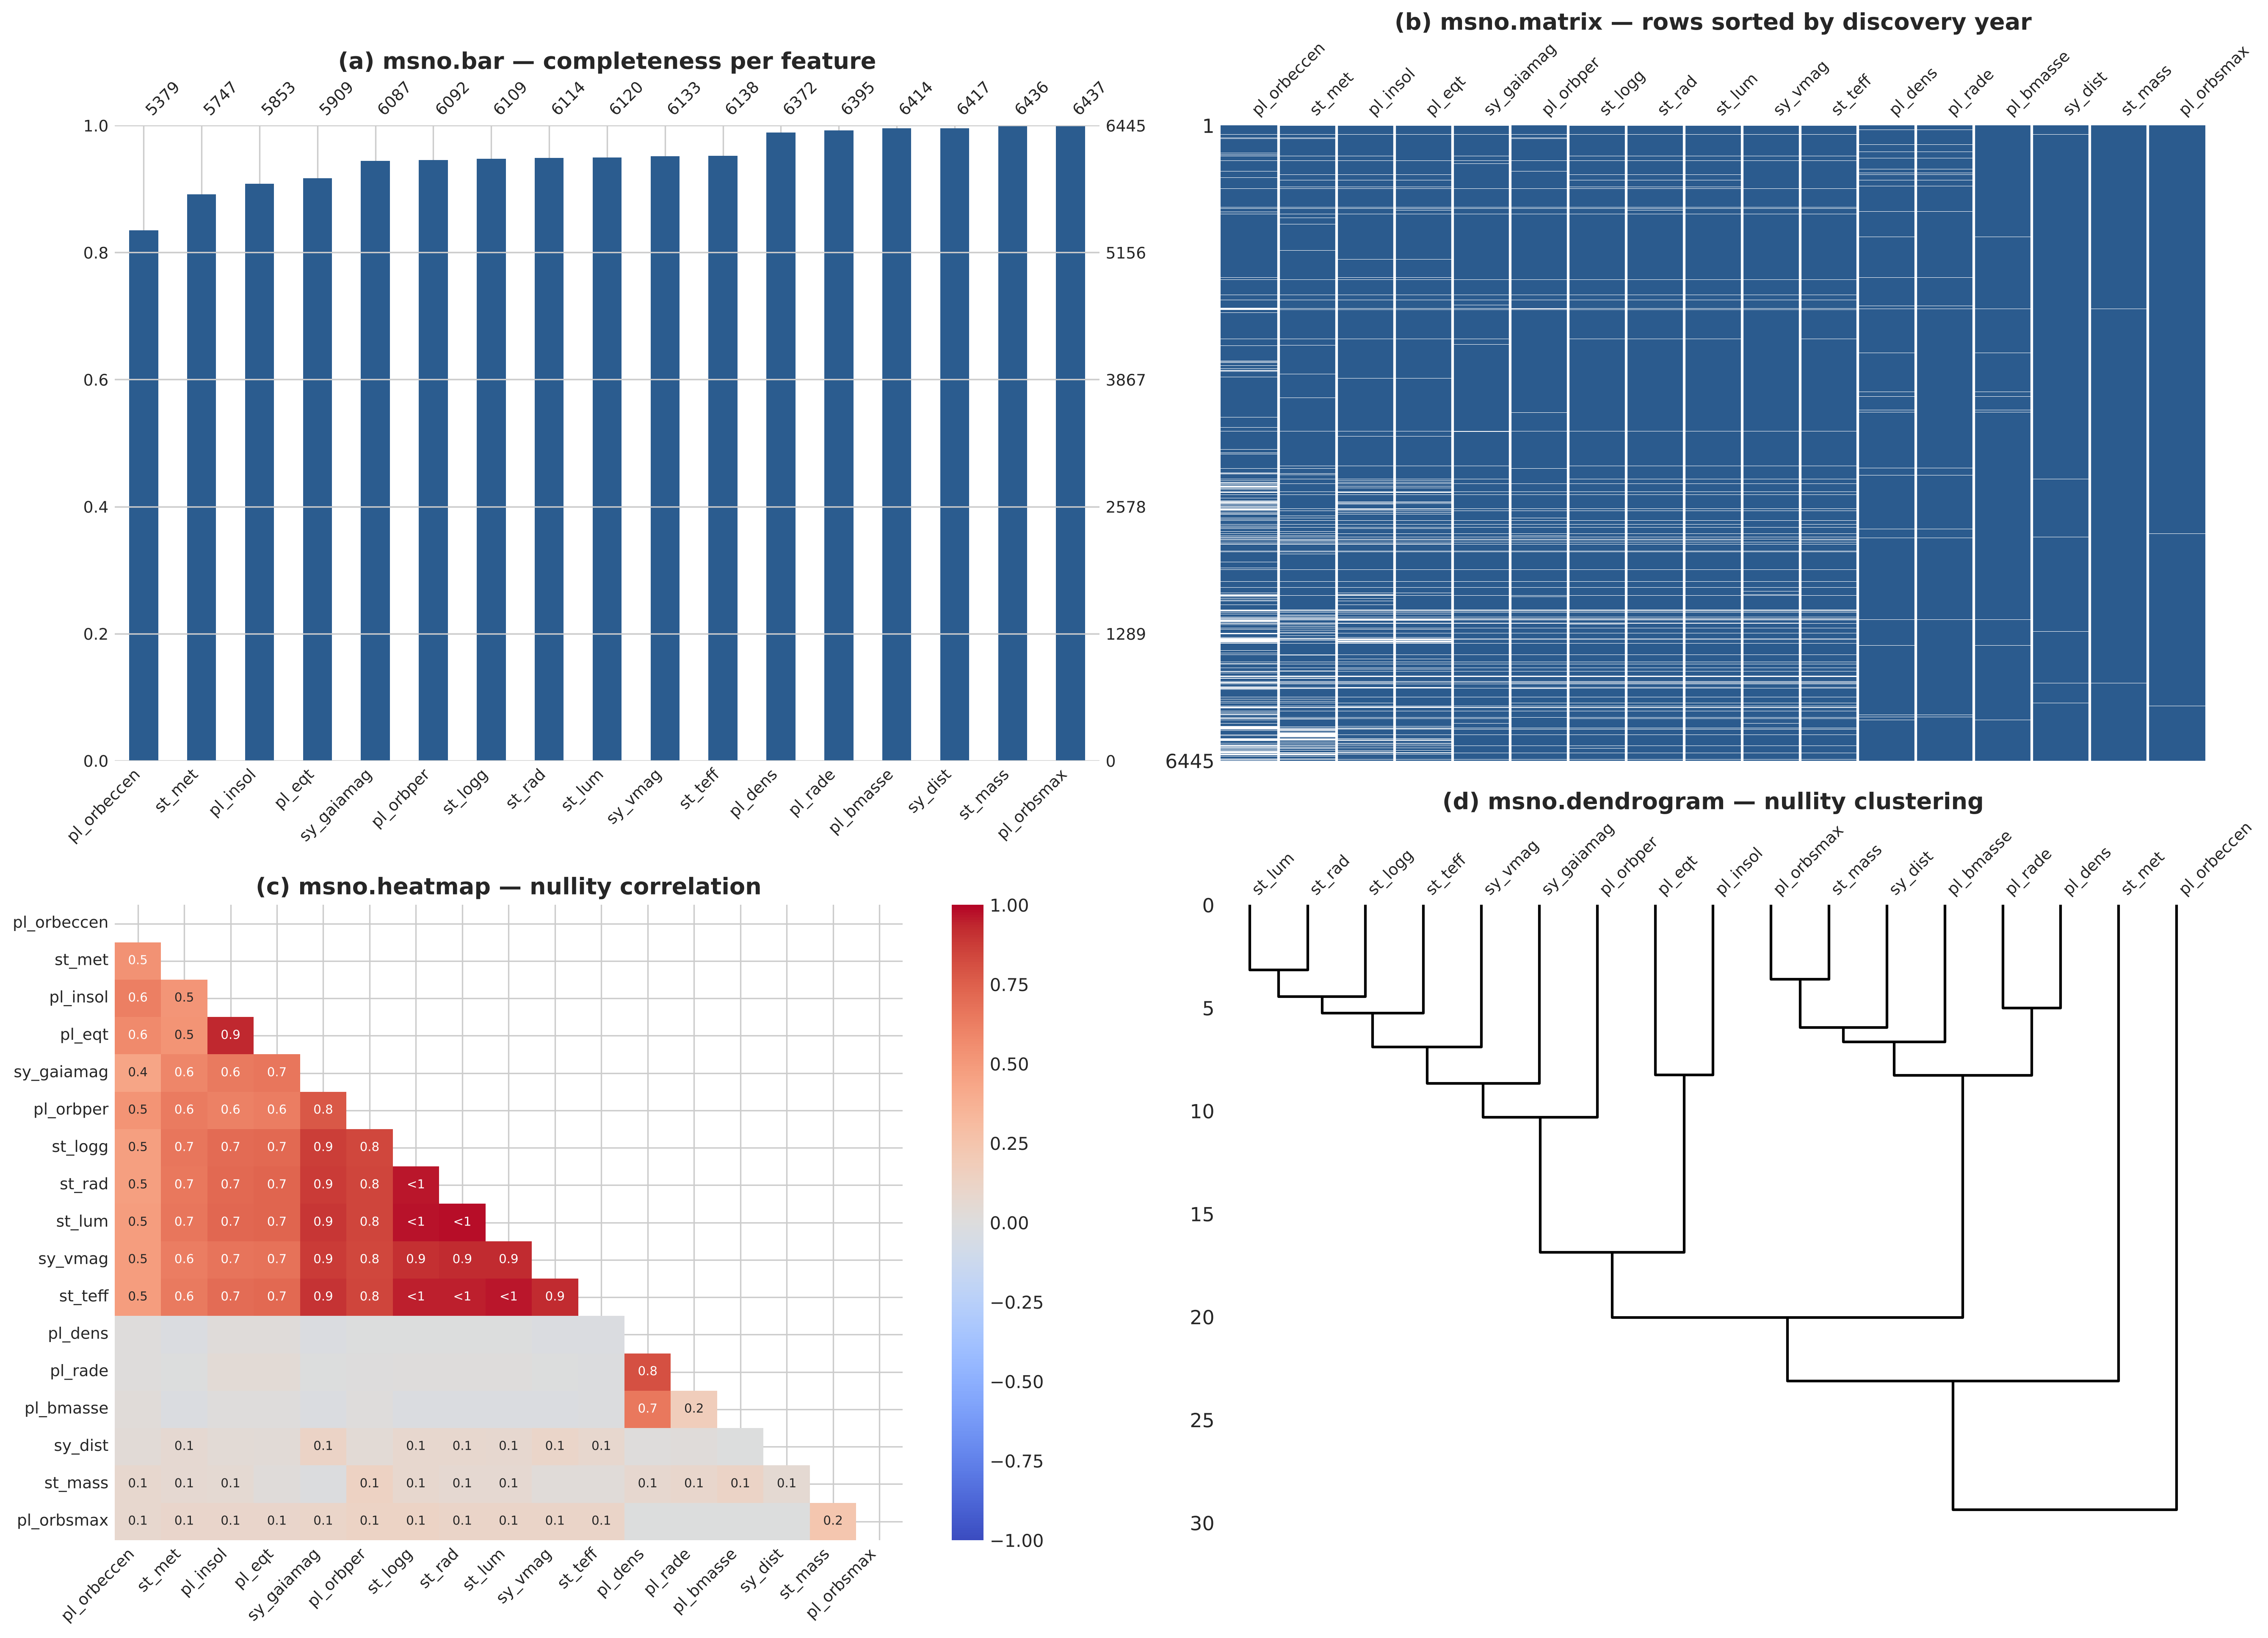 (a) msno.bar — completeness per feature
5379 5747 5853 5909 6087 6092 6109 6114 6120 6133 6138 6372 6395 6414 6417 6436 6437
1.0 6445
0.8 5156
0.6 3867
0.4 2578
0.2 1289
0.0 0
pl_orbeccen st_met pl_insol pl_eqt sy_gaiamag pl_orbper st_logg st_rad st_lum sy_vmag st_teff pl_dens pl_rade pl_bmasse sy_dist st_mass pl_orbsmax
(b) msno.matrix — rows sorted by discovery year
pl_orbeccen st_met pl_insol pl_eqt sy_gaiamag pl_orbper st_logg st_rad st_lum sy_vmag st_teff pl_dens pl_rade pl_bmasse sy_dist st_mass pl_orbsmax
1
6445
(c) msno.heatmap — nullity correlation
pl_orbeccen
st_met 0.5
pl_insol 0.6 0.5
pl_eqt 0.6 0.5 0.9
sy_gaiamag 0.4 0.6 0.6 0.7
pl_orbper 0.5 0.6 0.6 0.6 0.8
st_logg 0.5 0.7 0.7 0.7 0.9 0.8
st_rad 0.5 0.7 0.7 0.7 0.9 0.8 <1
st_lum 0.5 0.7 0.7 0.7 0.9 0.8 <1 <1
sy_vmag 0.5 0.6 0.7 0.7 0.9 0.8 0.9 0.9 0.9
st_teff 0.5 0.6 0.7 0.7 0.9 0.8 <1 <1 <1 0.9
pl_dens
pl_rade 0.8
pl_bmasse 0.7 0.2
sy_dist 0.1 0.1 0.1 0.1 0.1 0.1 0.1
st_mass 0.1 0.1 0.1 0.1 0.1 0.1 0.1 0.1 0.1 0.1 0.1
pl_orbsmax 0.1 0.1 0.1 0.1 0.1 0.1 0.1 0.1 0.1 0.1 0.1 0.2
pl_orbeccen st_met pl_insol pl_eqt sy_gaiamag pl_orbper st_logg st_rad st_lum sy_vmag st_teff pl_dens pl_rade pl_bmasse sy_dist st_mass pl_orbsmax
1.00
0.75
0.50
0.25
0.00
−0.25
−0.50
−0.75
−1.00
(d) msno.dendrogram — nullity clustering
st_lum st_rad st_logg st_teff sy_vmag sy_gaiamag pl_orbper pl_eqt pl_insol pl_orbsmax st_mass sy_dist pl_bmasse pl_rade pl_dens st_met pl_orbeccen
0
5
10
15
20
25
30